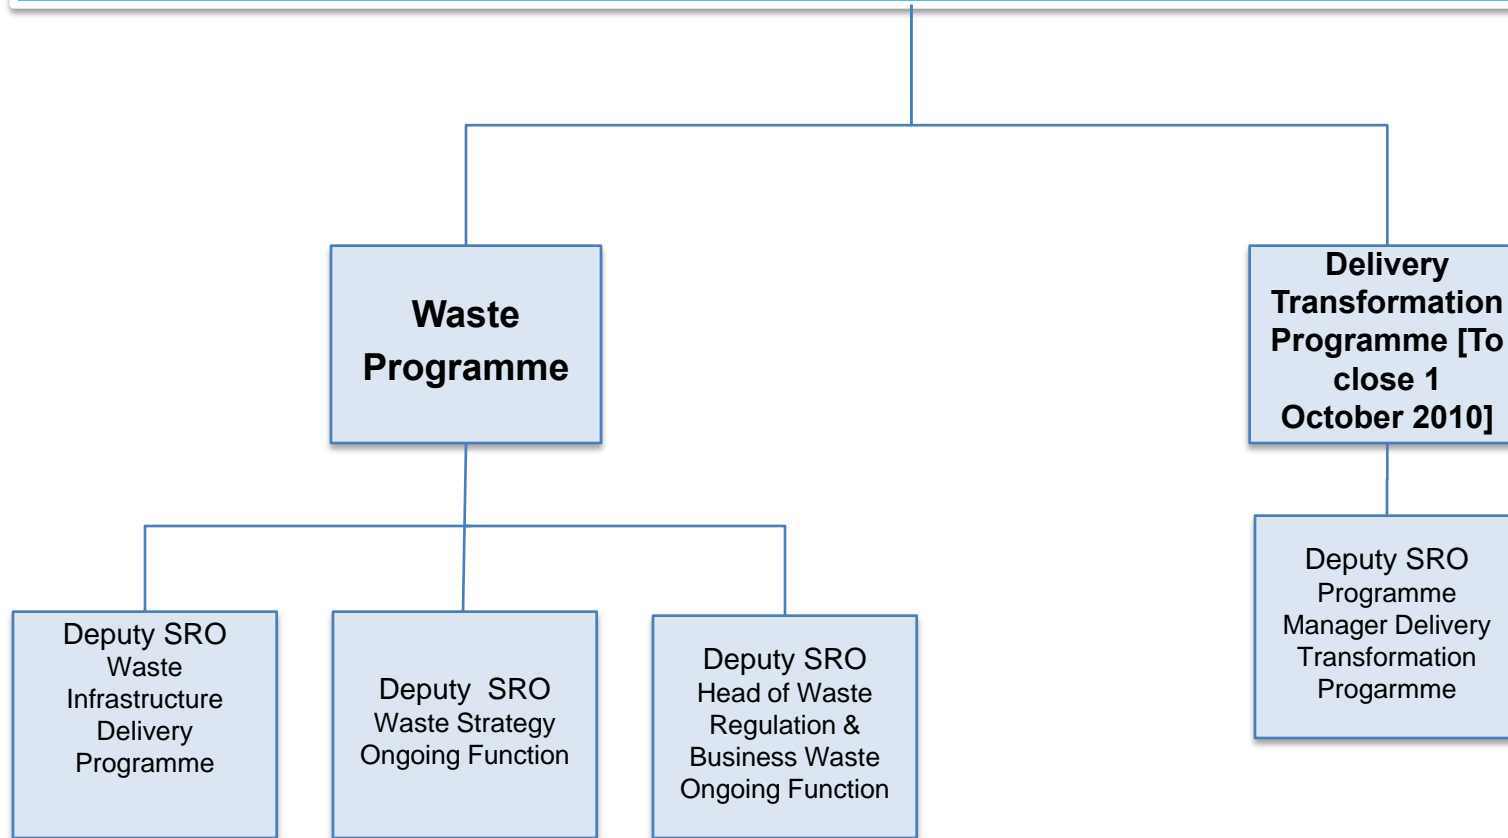 Waste
Programme
Delivery
Transformation
Programme [To
close 1
October 2010]
Deputy SRO
Waste
Infrastructure
Delivery
Programme
Deputy  SRO
Waste Strategy
Ongoing Function
Deputy SRO
Head of Waste
Regulation &
Business Waste
Ongoing Function
Deputy SRO
Programme
Manager Delivery
Transformation
Progarmme